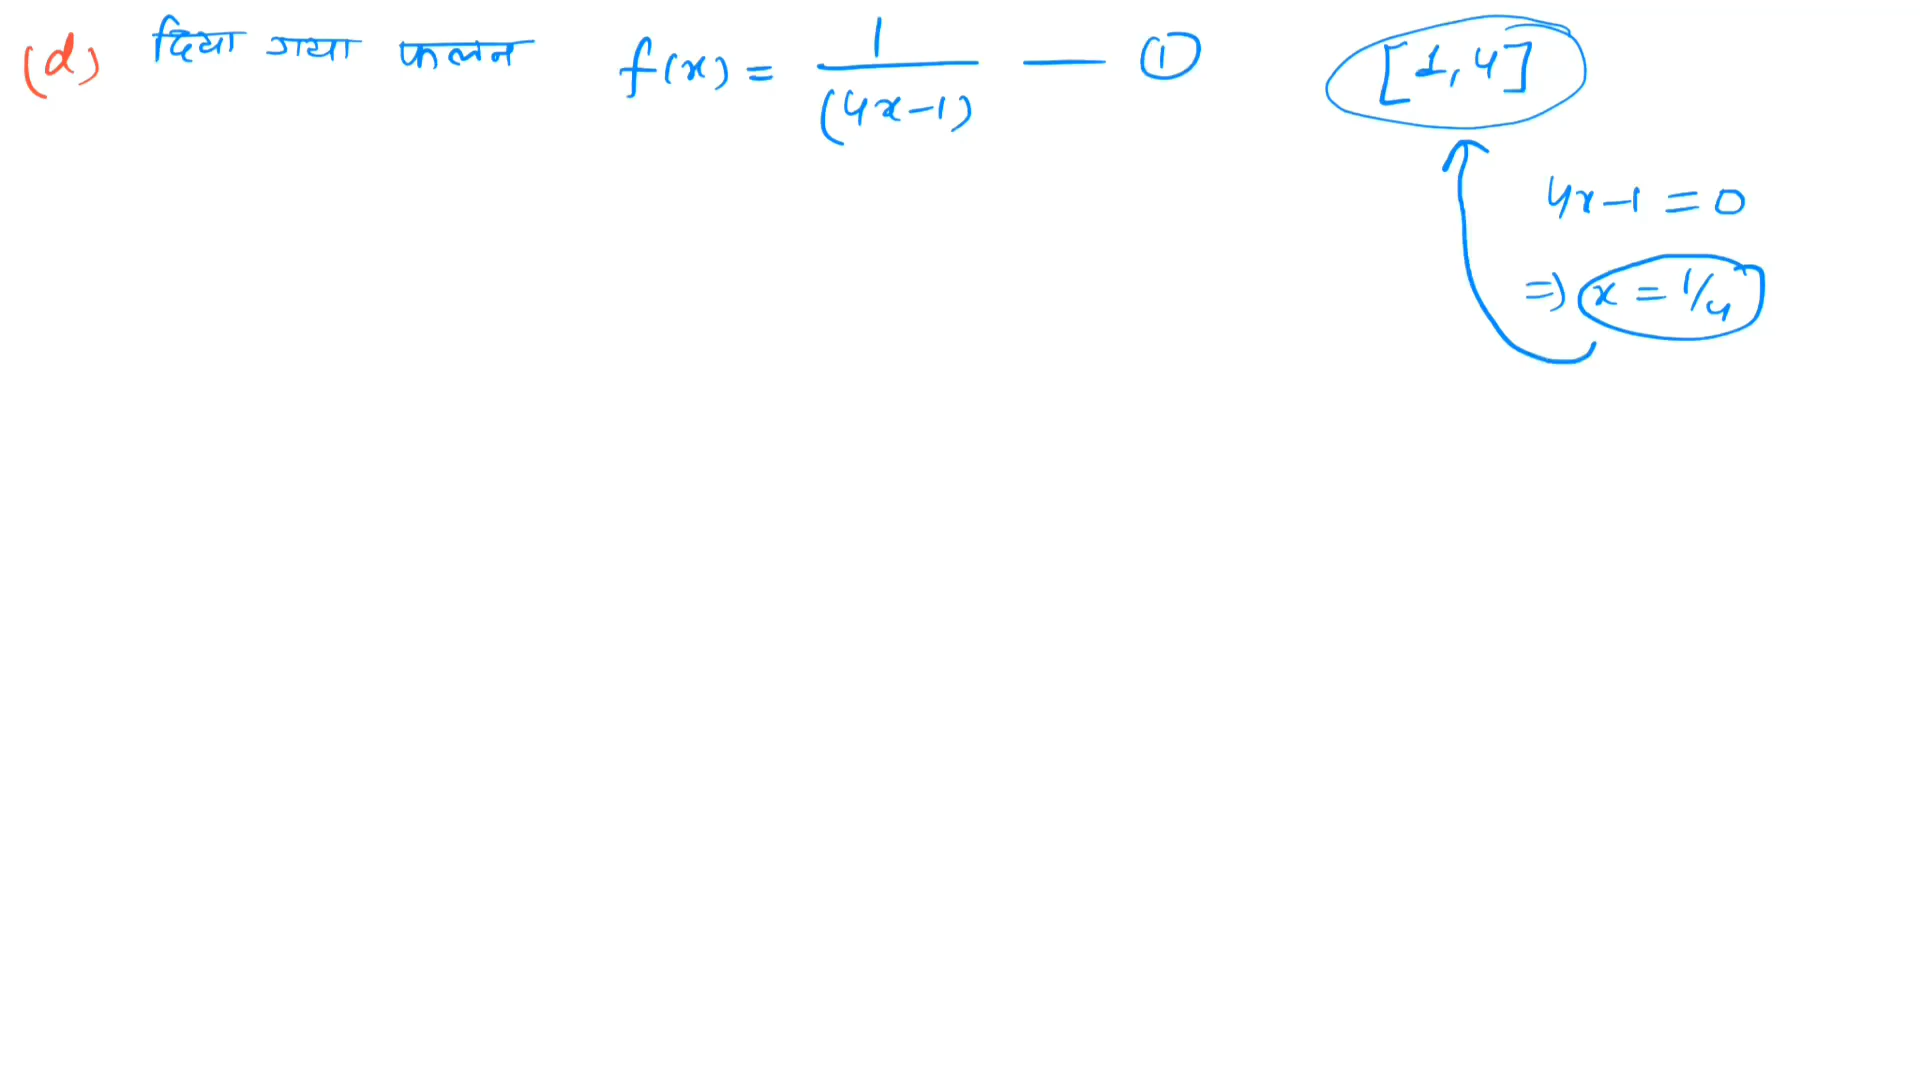 (d) दिया गया फलन f(x) = 1/(4x-1) — ① [1,4]
4x-1 = 0
⇒ x = 1/4